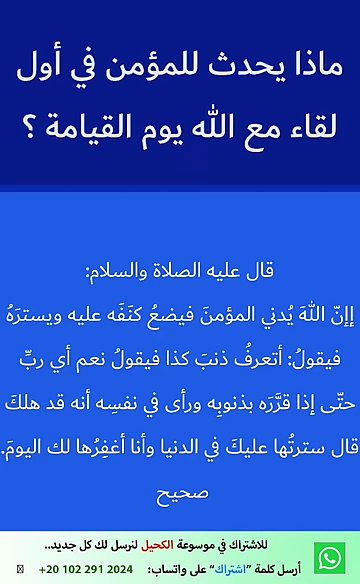 ماذا يحدث للمؤمن في أول
لقاء مع الله يوم القيامة ؟
قال عليه الصلاة والسلام:
إإنّ اللهَ يُدني المؤمنَ فيضعُ كنَفَه عليه ويسترَهُ
فيقولُ: أتعرفُ ذنبَ كذا فيقولُ نعم أي ربِّ
حتّى إذا قرَّرَه بذنوبِه ورأى في نفسِه أنه قد هلكَ
قال سترتُها عليكَ في الدنيا وأنا أغفِرُها لك اليومَ.
صحيح
للاشتراك في موسوعة الكحيل لنرسل لك كل جديد..
أرسل كلمة "اشتراك" على واتساب: +20 102 291 2024